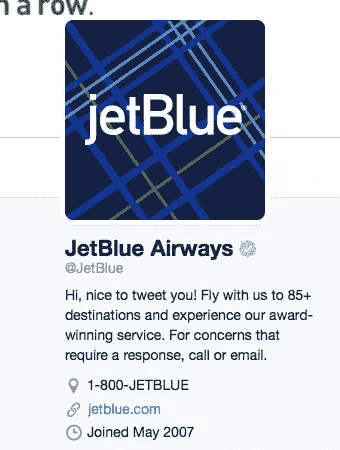 n a row.
jetBlue
JetBlue Airways
@JetBlue
Hi, nice to tweet you! Fly with us to 85+
destinations and experience our award-
winning service. For concerns that
require a response, call or email.
1-800-JETBLUE
jetblue.com
Joined May 2007